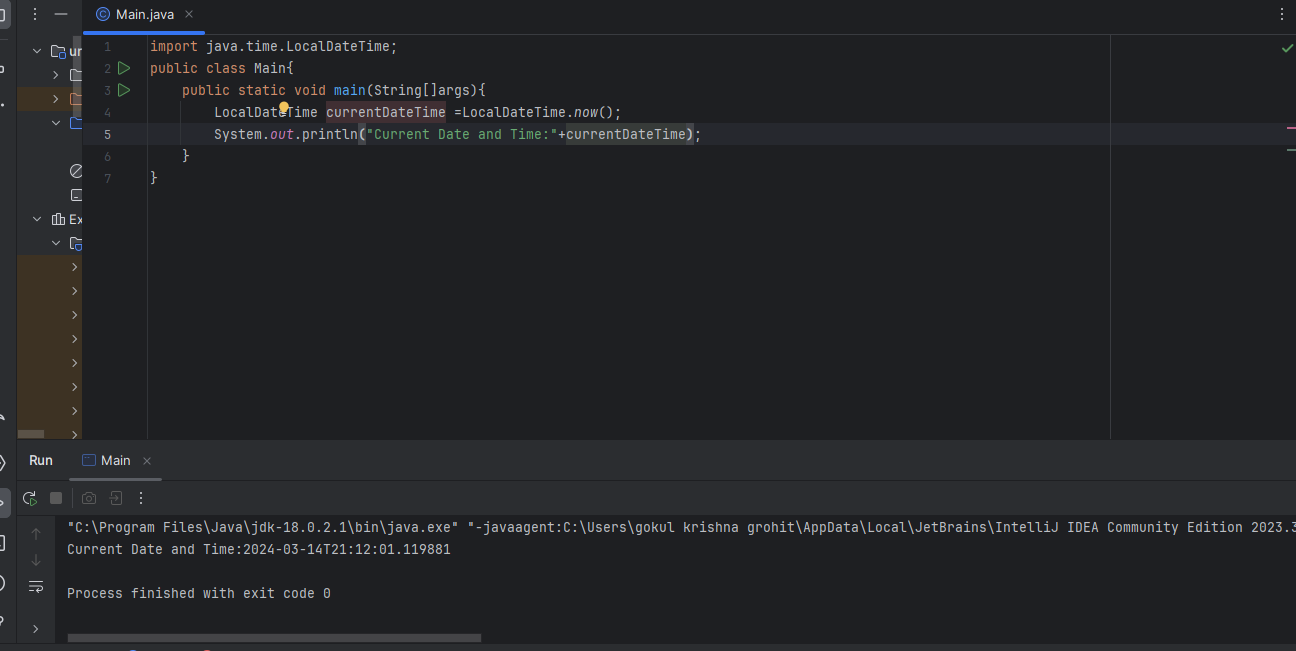 Main.java
ur
Ex
1 import java.time.LocalDateTime;
2 public class Main{
3 public static void main(String[]args){
4 LocalDateTime currentDateTime =LocalDateTime.now();
5 System.out.println("Current Date and Time:"+currentDateTime);
6 }
7 }
Run Main
"C:\Program Files\Java\jdk-18.0.2.1\bin\java.exe" "-javaagent:C:\Users\gokul krishna grohit\AppData\Local\JetBrains\IntelliJ IDEA Community Edition 2023.3
Current Date and Time:2024-03-14T21:12:01.119881
Process finished with exit code 0